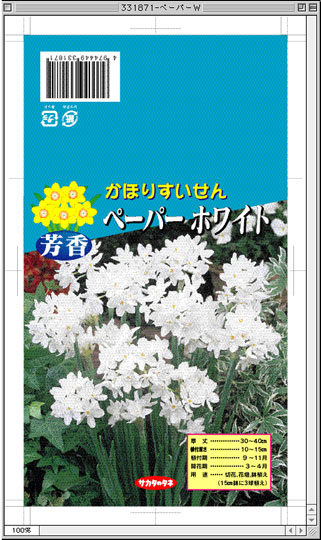 331871-ペーパーW
4 974449 331871
かほりすいせん
ペーパーホワイト
芳香
草丈 ………… 30〜40cm
植付深さ ………… 10〜15cm
植付期 ………… 9〜11月
開花期 ………… 3〜4月
用途 …… 切花、花壇、鉢植え
(15cm鉢に3球植え)
サカタのタネ
100%